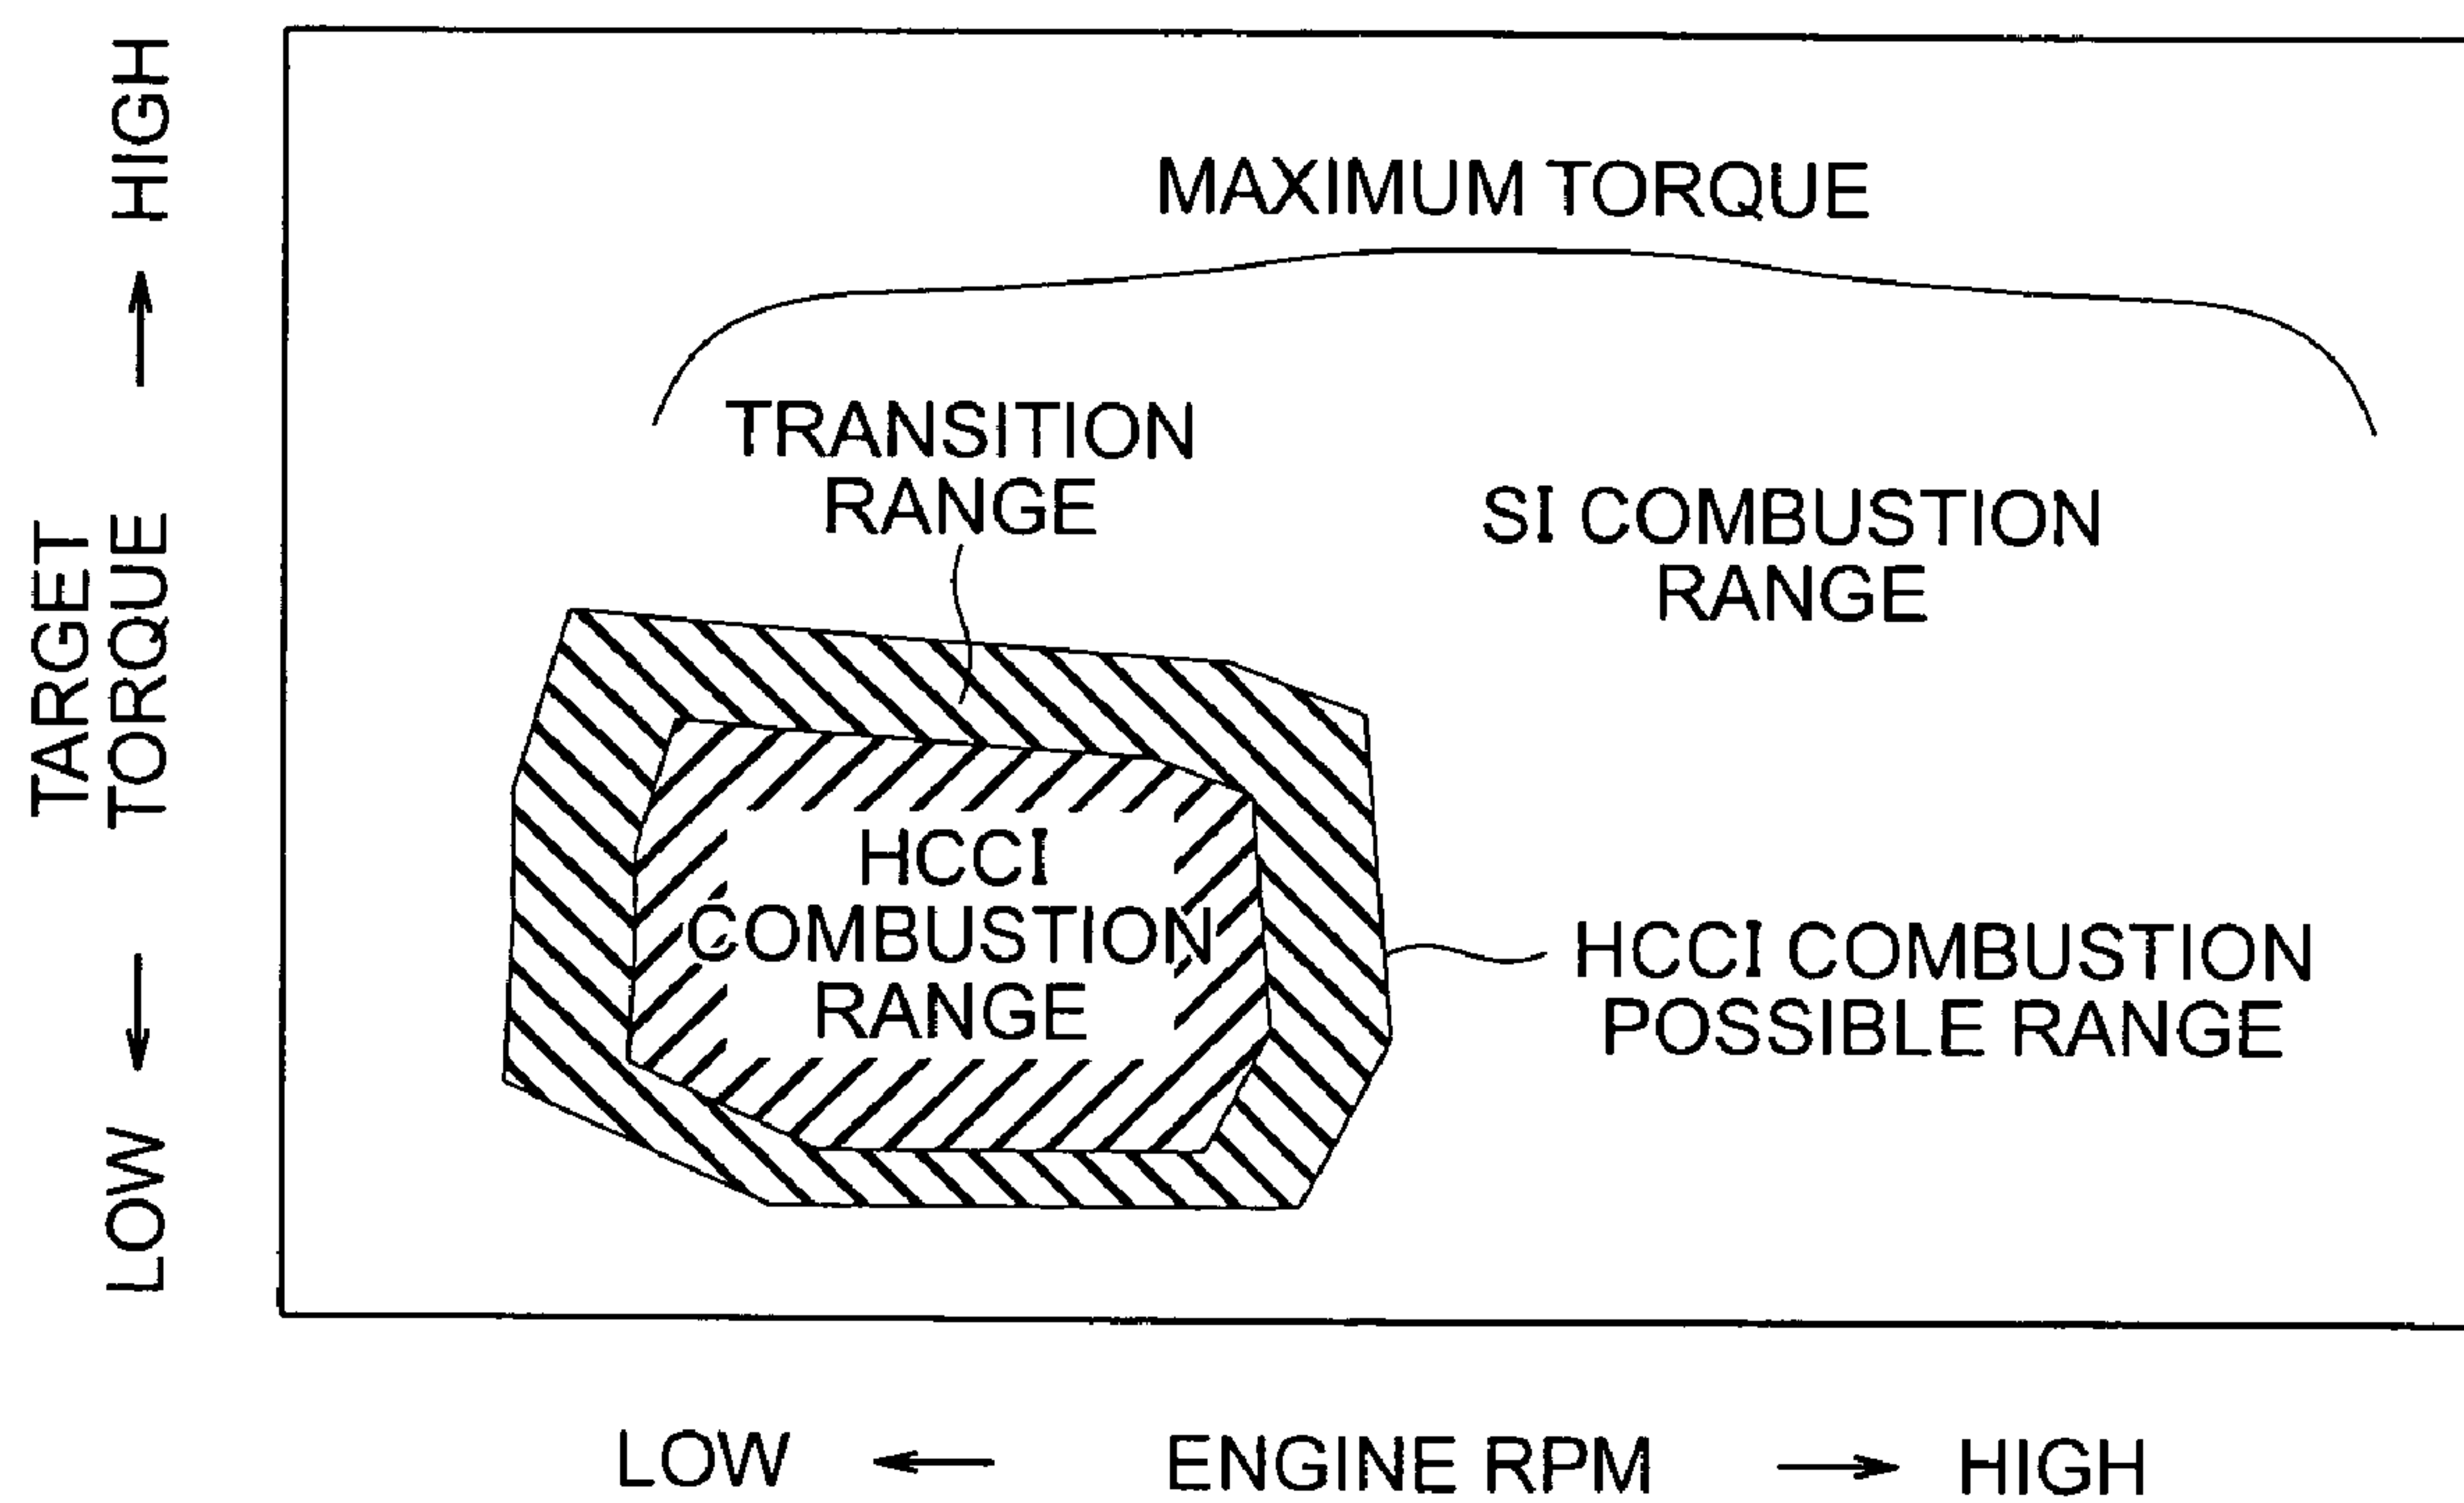 MAXIMUM TORQUE
TRANSITION
RANGE
SI COMBUSTION
RANGE
HCCI
COMBUSTION
RANGE
HCCI COMBUSTION
POSSIBLE RANGE
TARGET
TORQUE
LOW
HIGH
LOW
ENGINE RPM
HIGH